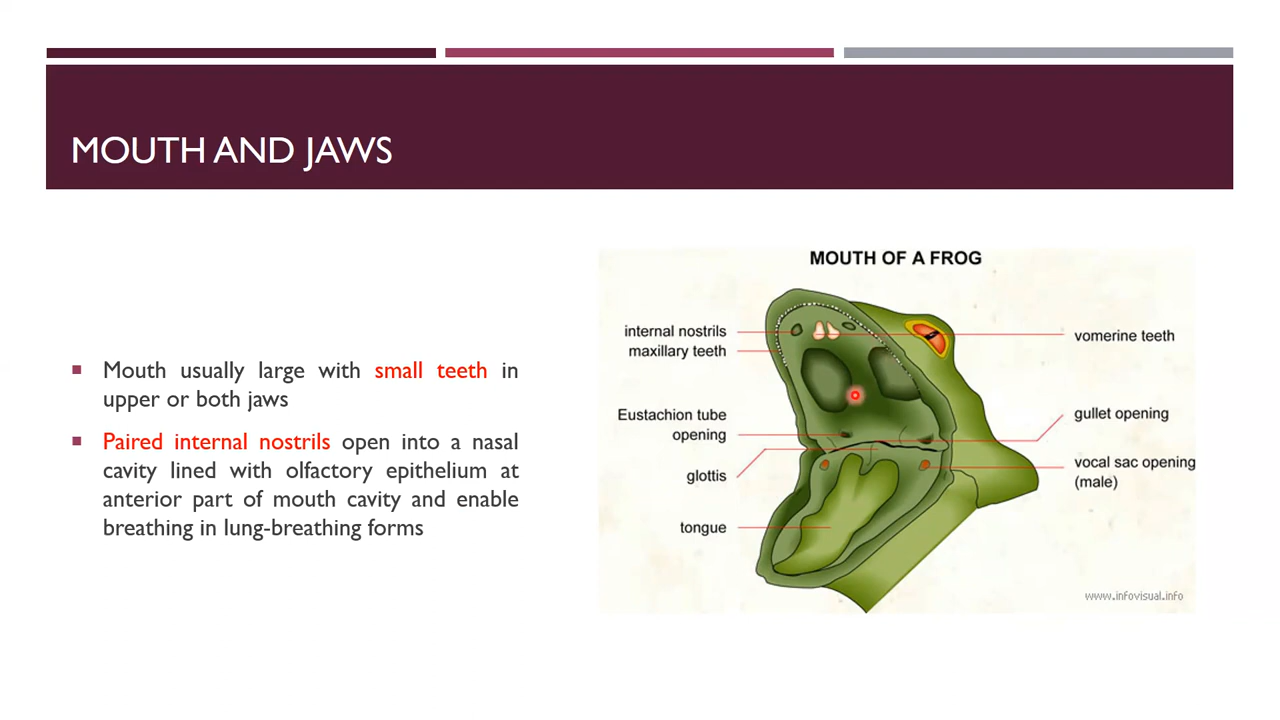 MOUTH AND JAWS
Mouth usually large with small teeth in
upper or both jaws
Paired internal nostrils open into a nasal
cavity lined with olfactory epithelium at
anterior part of mouth cavity and enable
breathing in lung-breathing forms
MOUTH OF A FROG
internal nostrils
maxillary teeth
Eustachion tube
opening
glottis
tongue
vomerine teeth
gullet opening
vocal sac opening
(male)
www.infovisual.info